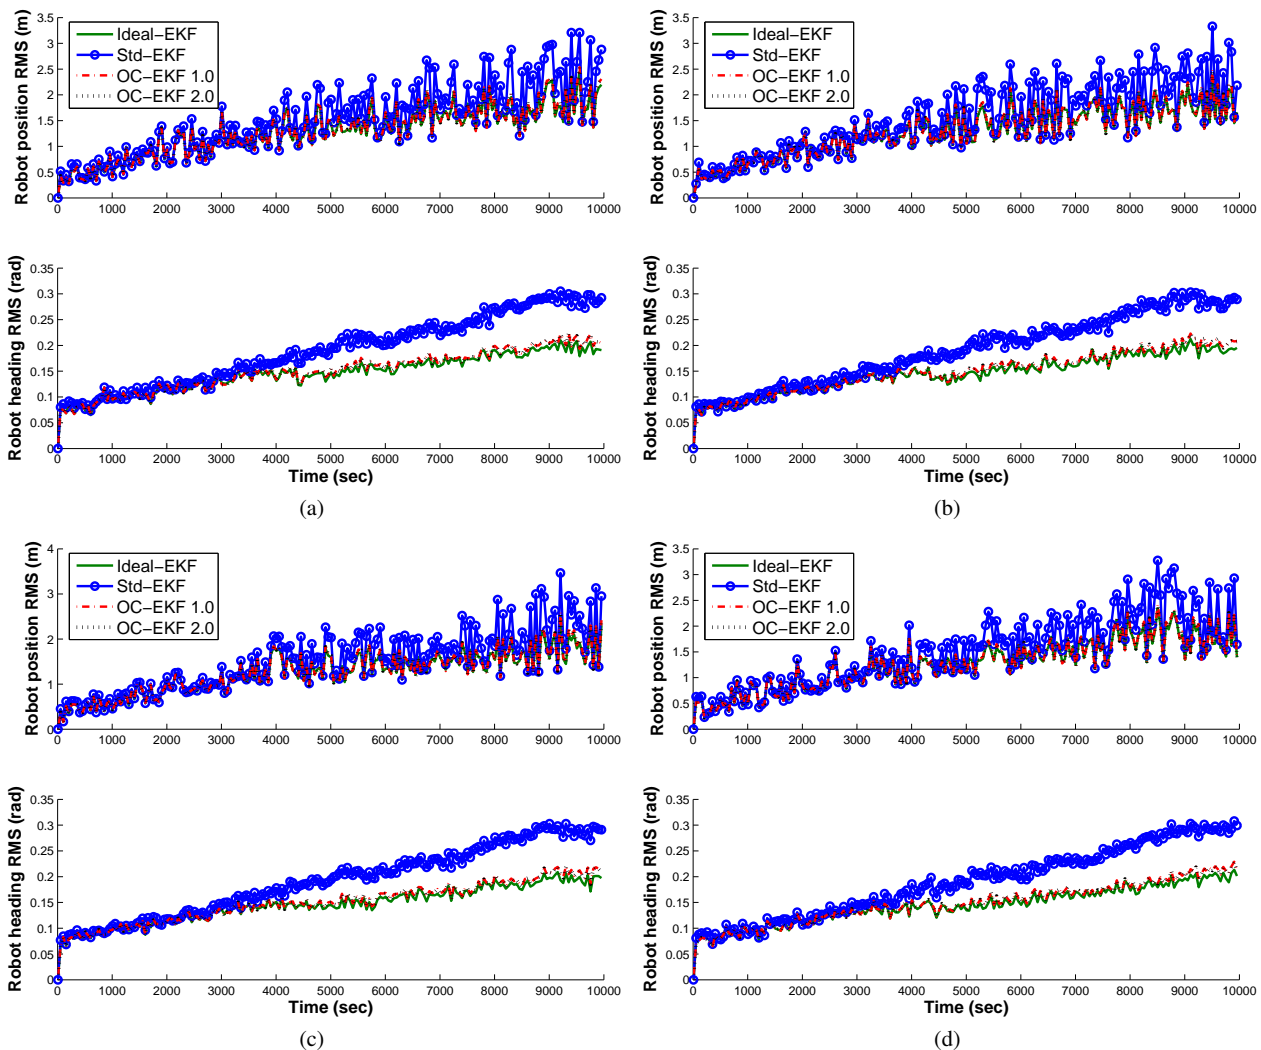 Robot position RMS (m)
3.5
3
2.5
2
1.5
1
0.5
0
Ideal−EKF
Std−EKF
OC−EKF 1.0
OC−EKF 2.0
0 1000 2000 3000 4000 5000 6000 7000 8000 9000 10000
Robot heading RMS (rad)
0.35
0.3
0.25
0.2
0.15
0.1
0.05
0
0 1000 2000 3000 4000 5000 6000 7000 8000 9000 10000
Time (sec)
(a)
Robot position RMS (m)
3.5
3
2.5
2
1.5
1
0.5
0
Ideal−EKF
Std−EKF
OC−EKF 1.0
OC−EKF 2.0
0 1000 2000 3000 4000 5000 6000 7000 8000 9000 10000
Robot heading RMS (rad)
0.35
0.3
0.25
0.2
0.15
0.1
0.05
0
0 1000 2000 3000 4000 5000 6000 7000 8000 9000 10000
Time (sec)
(b)
Robot position RMS (m)
4
3
2
1
0
Ideal−EKF
Std−EKF
OC−EKF 1.0
OC−EKF 2.0
0 1000 2000 3000 4000 5000 6000 7000 8000 9000 10000
Robot heading RMS (rad)
0.35
0.3
0.25
0.2
0.15
0.1
0.05
0
0 1000 2000 3000 4000 5000 6000 7000 8000 9000 10000
Time (sec)
(c)
Robot position RMS (m)
3.5
3
2.5
2
1.5
1
0.5
0
Ideal−EKF
Std−EKF
OC−EKF 1.0
OC−EKF 2.0
0 1000 2000 3000 4000 5000 6000 7000 8000 9000 10000
Robot heading RMS (rad)
0.35
0.3
0.25
0.2
0.15
0.1
0.05
0
0 1000 2000 3000 4000 5000 6000 7000 8000 9000 10000
Time (sec)
(d)